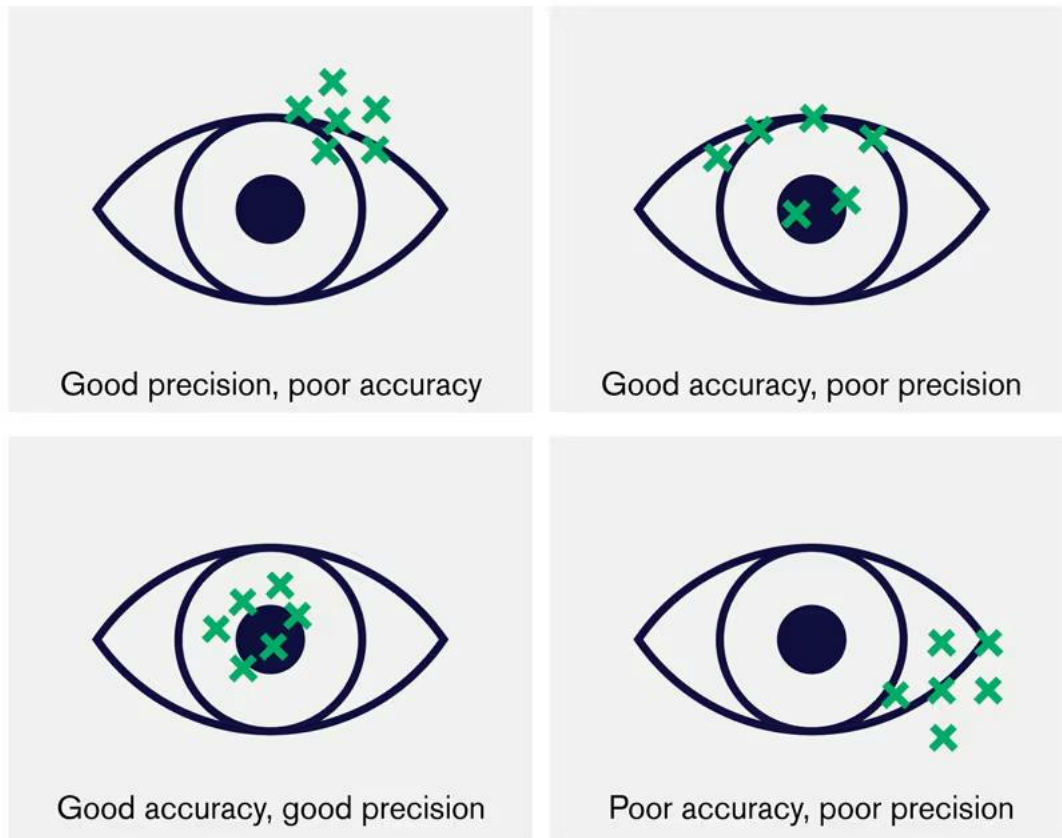 Good precision, poor accuracy
Good accuracy, poor precision
Good accuracy, good precision
Poor accuracy, poor precision